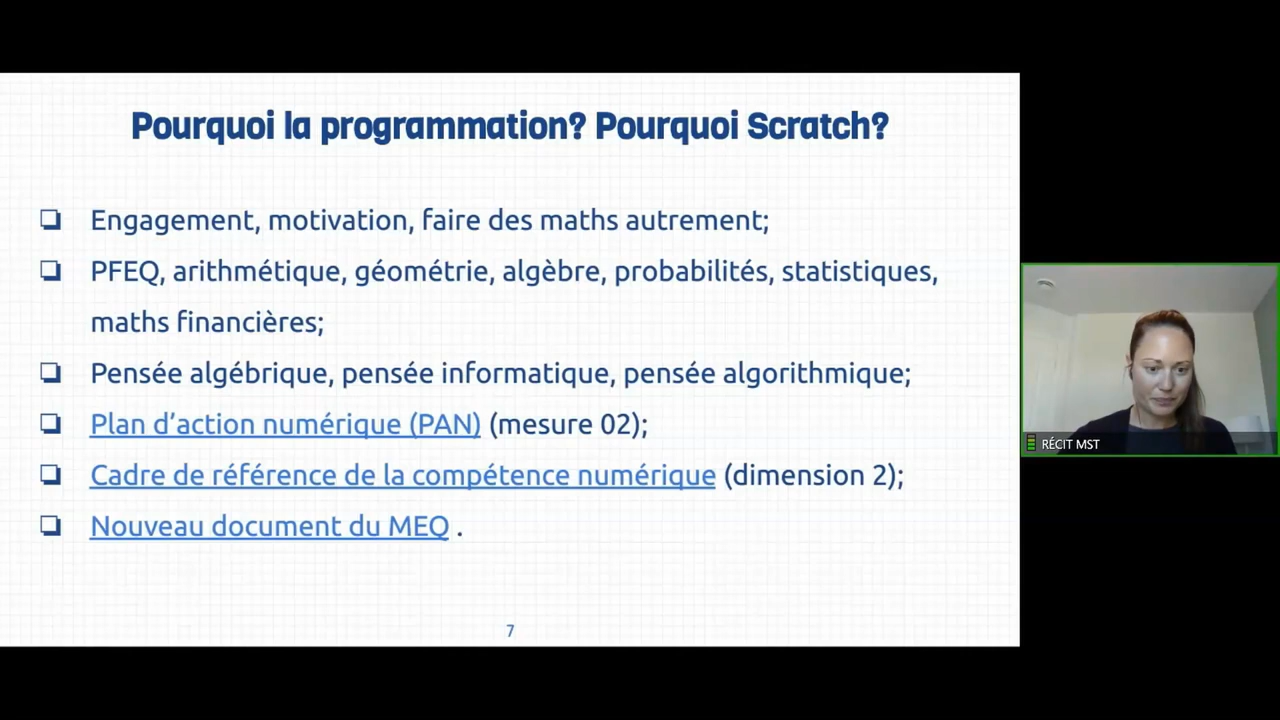 Pourquoi la programmation? Pourquoi Scratch?
Engagement, motivation, faire des maths autrement;
PFEQ, arithmétique, géométrie, algèbre, probabilités, statistiques,
maths financières;
Pensée algébrique, pensée informatique, pensée algorithmique;
Plan d’action numérique (PAN) (mesure 02);
Cadre de référence de la compétence numérique (dimension 2);
Nouveau document du MEQ .
7
RÉCIT MST